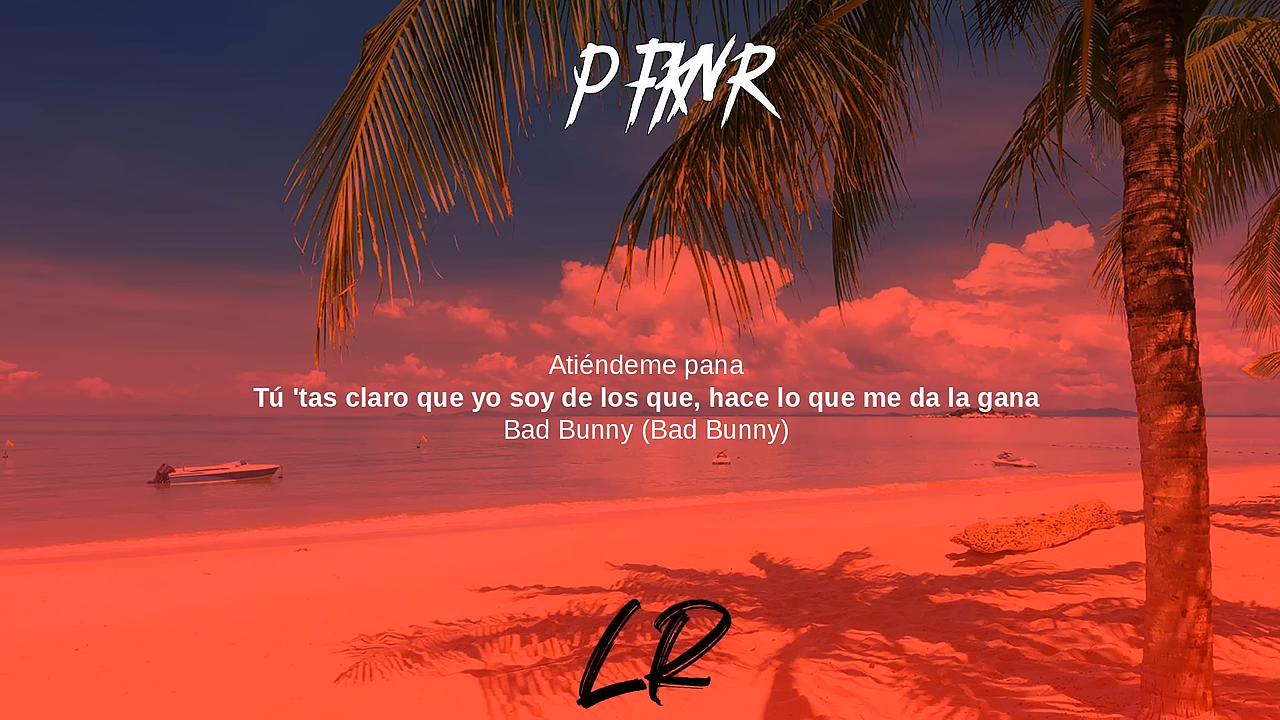 Atiéndeme pana
Tú 'tas claro que yo soy de los que, hace lo que me da la gana
Bad Bunny (Bad Bunny)
LR